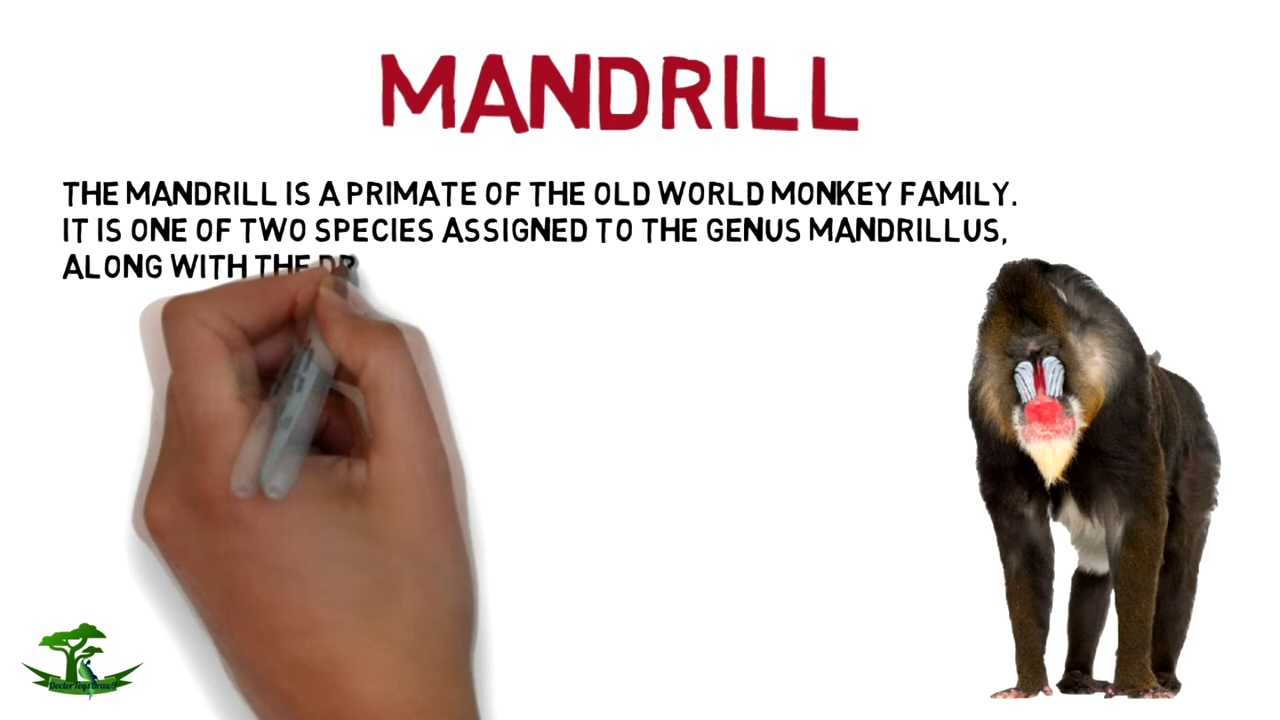 MANDRILL
THE MANDRILL IS A PRIMATE OF THE OLD WORLD MONKEY FAMILY.
IT IS ONE OF TWO SPECIES ASSIGNED TO THE GENUS MANDRILLUS,
ALONG WITH THE DR